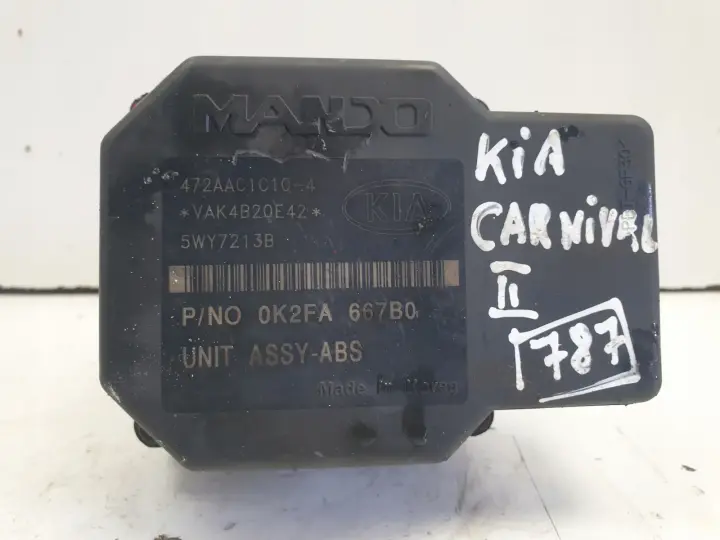 MANDO
472AAC1C10-4
*VAK4B20E42*
KIA
5WY7213B
P/NO 0K2FA 667B0
UNIT ASSY-ABS
Made in Korea
KiA
CARNIVAL
II
787